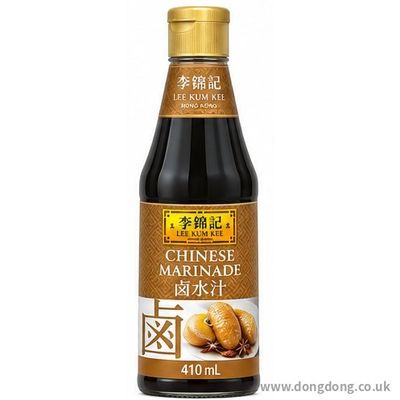 李錦記
LEE KUM KEE
HONG KONG
李錦記
LEE KUM KEE
CHINESE
MARINADE
卤水汁
鹵
410 mL
www.dongdong.co.uk